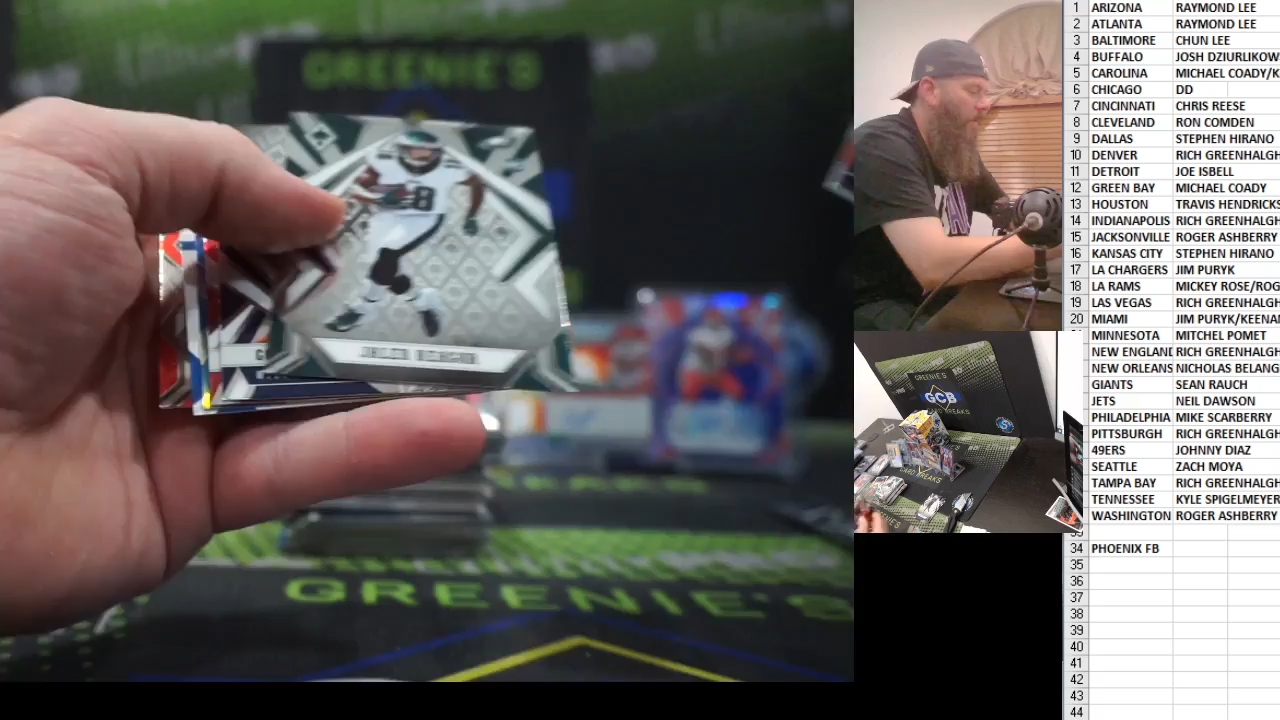 GREENIE'S
18
GREENIE'S
GREENIE'S
GCB
CARD BREAKS
1 ARIZONA RAYMOND LEE
2 ATLANTA RAYMOND LEE
3 BALTIMORE CHUN LEE
4 BUFFALO JOSH DZIURLIKOW
5 CAROLINA MICHAEL COADY/K
6 CHICAGO DD
7 CINCINNATI CHRIS REESE
8 CLEVELAND RON COMDEN
9 DALLAS STEPHEN HIRANO
10 DENVER RICH GREENHALGH
11 DETROIT JOE ISBELL
12 GREEN BAY MICHAEL COADY
13 HOUSTON TRAVIS HENDRICKS
14 INDIANAPOLIS RICH GREENHALGH
15 JACKSONVILLE ROGER ASHBERRY
16 KANSAS CITY STEPHEN HIRANO
17 LA CHARGERS JIM PURYK
18 LA RAMS MICKEY ROSE/ROG
19 LAS VEGAS RICH GREENHALGH
20 MIAMI JIM PURYK/KEENAN
MINNESOTA MITCHEL POMET
NEW ENGLAND RICH GREENHALGH
NEW ORLEANS NICHOLAS BELANG
GIANTS SEAN RAUCH
JETS NEIL DAWSON
PHILADELPHIA MIKE SCARBERRY
PITTSBURGH RICH GREENHALGH
49ERS JOHNNY DIAZ
SEATTLE ZACH MOYA
TAMPA BAY RICH GREENHALGH
TENNESSEE KYLE SPIGELMEYER
WASHINGTON ROGER ASHBERRY
34 PHOENIX FB
35
36
37
38
39
40
41
42
43
44